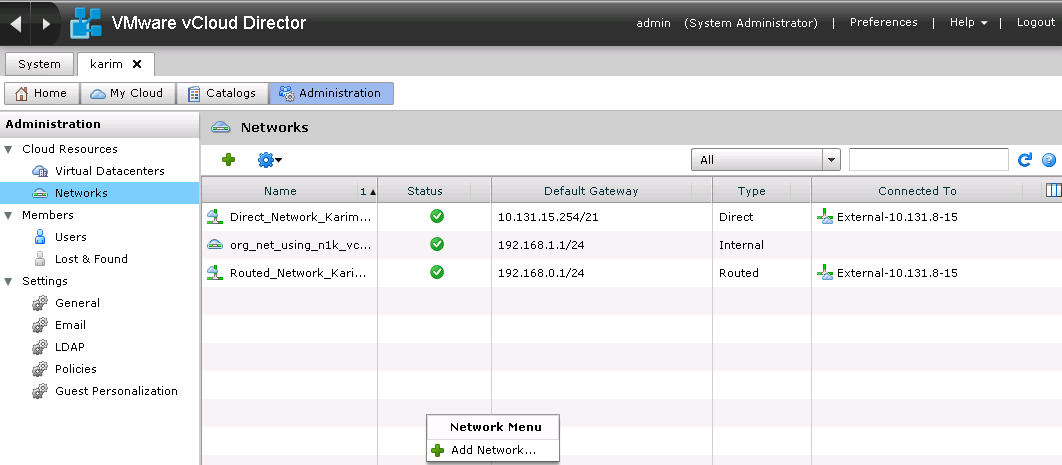 VMware vCloud Director
admin (System Administrator) | Preferences | Help | Logout
System karim
Home My Cloud Catalogs Administration
Administration
Cloud Resources
Virtual Datacenters
Networks
Members
Users
Lost & Found
Settings
General
Email
LDAP
Policies
Guest Personalization
Networks
All
Name 1 Status Default Gateway Type Connected To
Direct_Network_Karim... 10.131.15.254/21 Direct External-10.131.8-15
org_net_using_n1k_vc... 192.168.1.1/24 Internal
Routed_Network_Kari... 192.168.0.1/24 Routed External-10.131.8-15
Network Menu
Add Network...